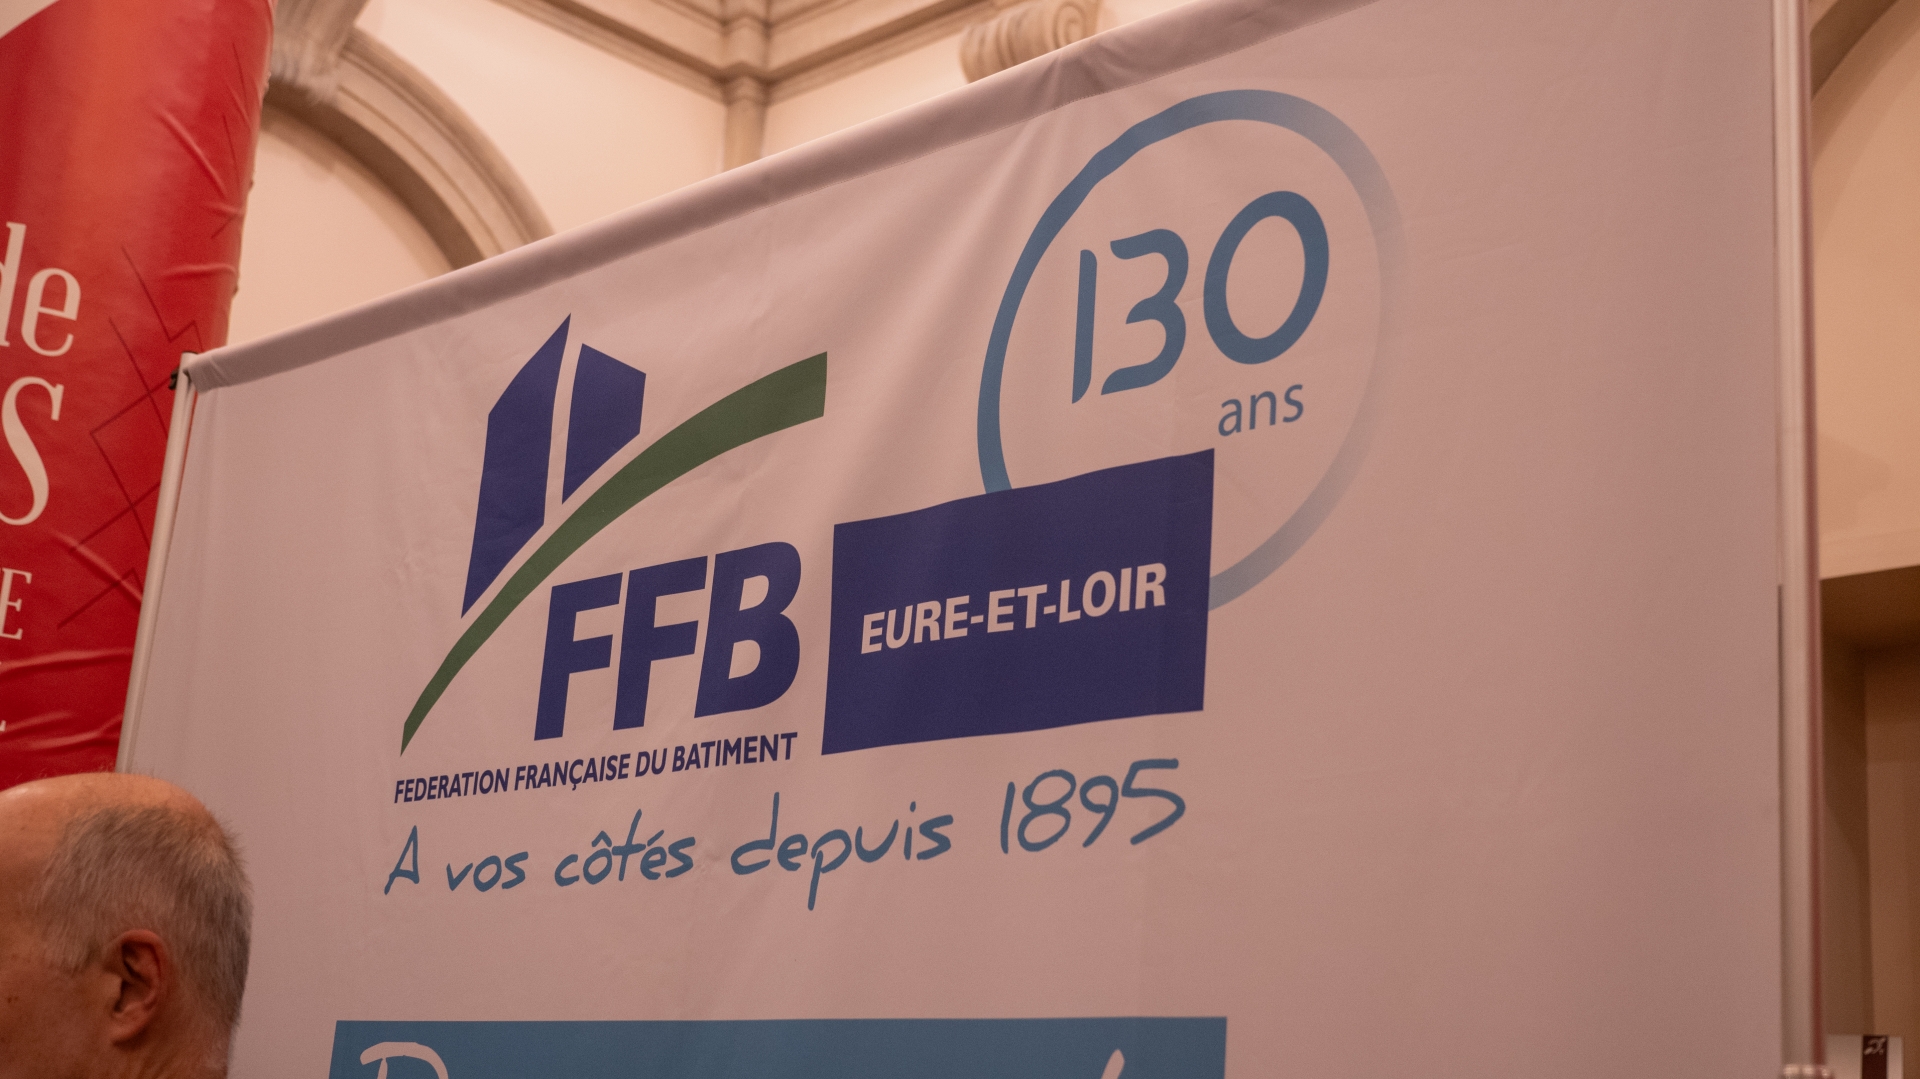 de
S
E
130
ans
FFB
EURE-ET-LOIR
FEDERATION FRANÇAISE DU BATIMENT
A vos côtés depuis 1895